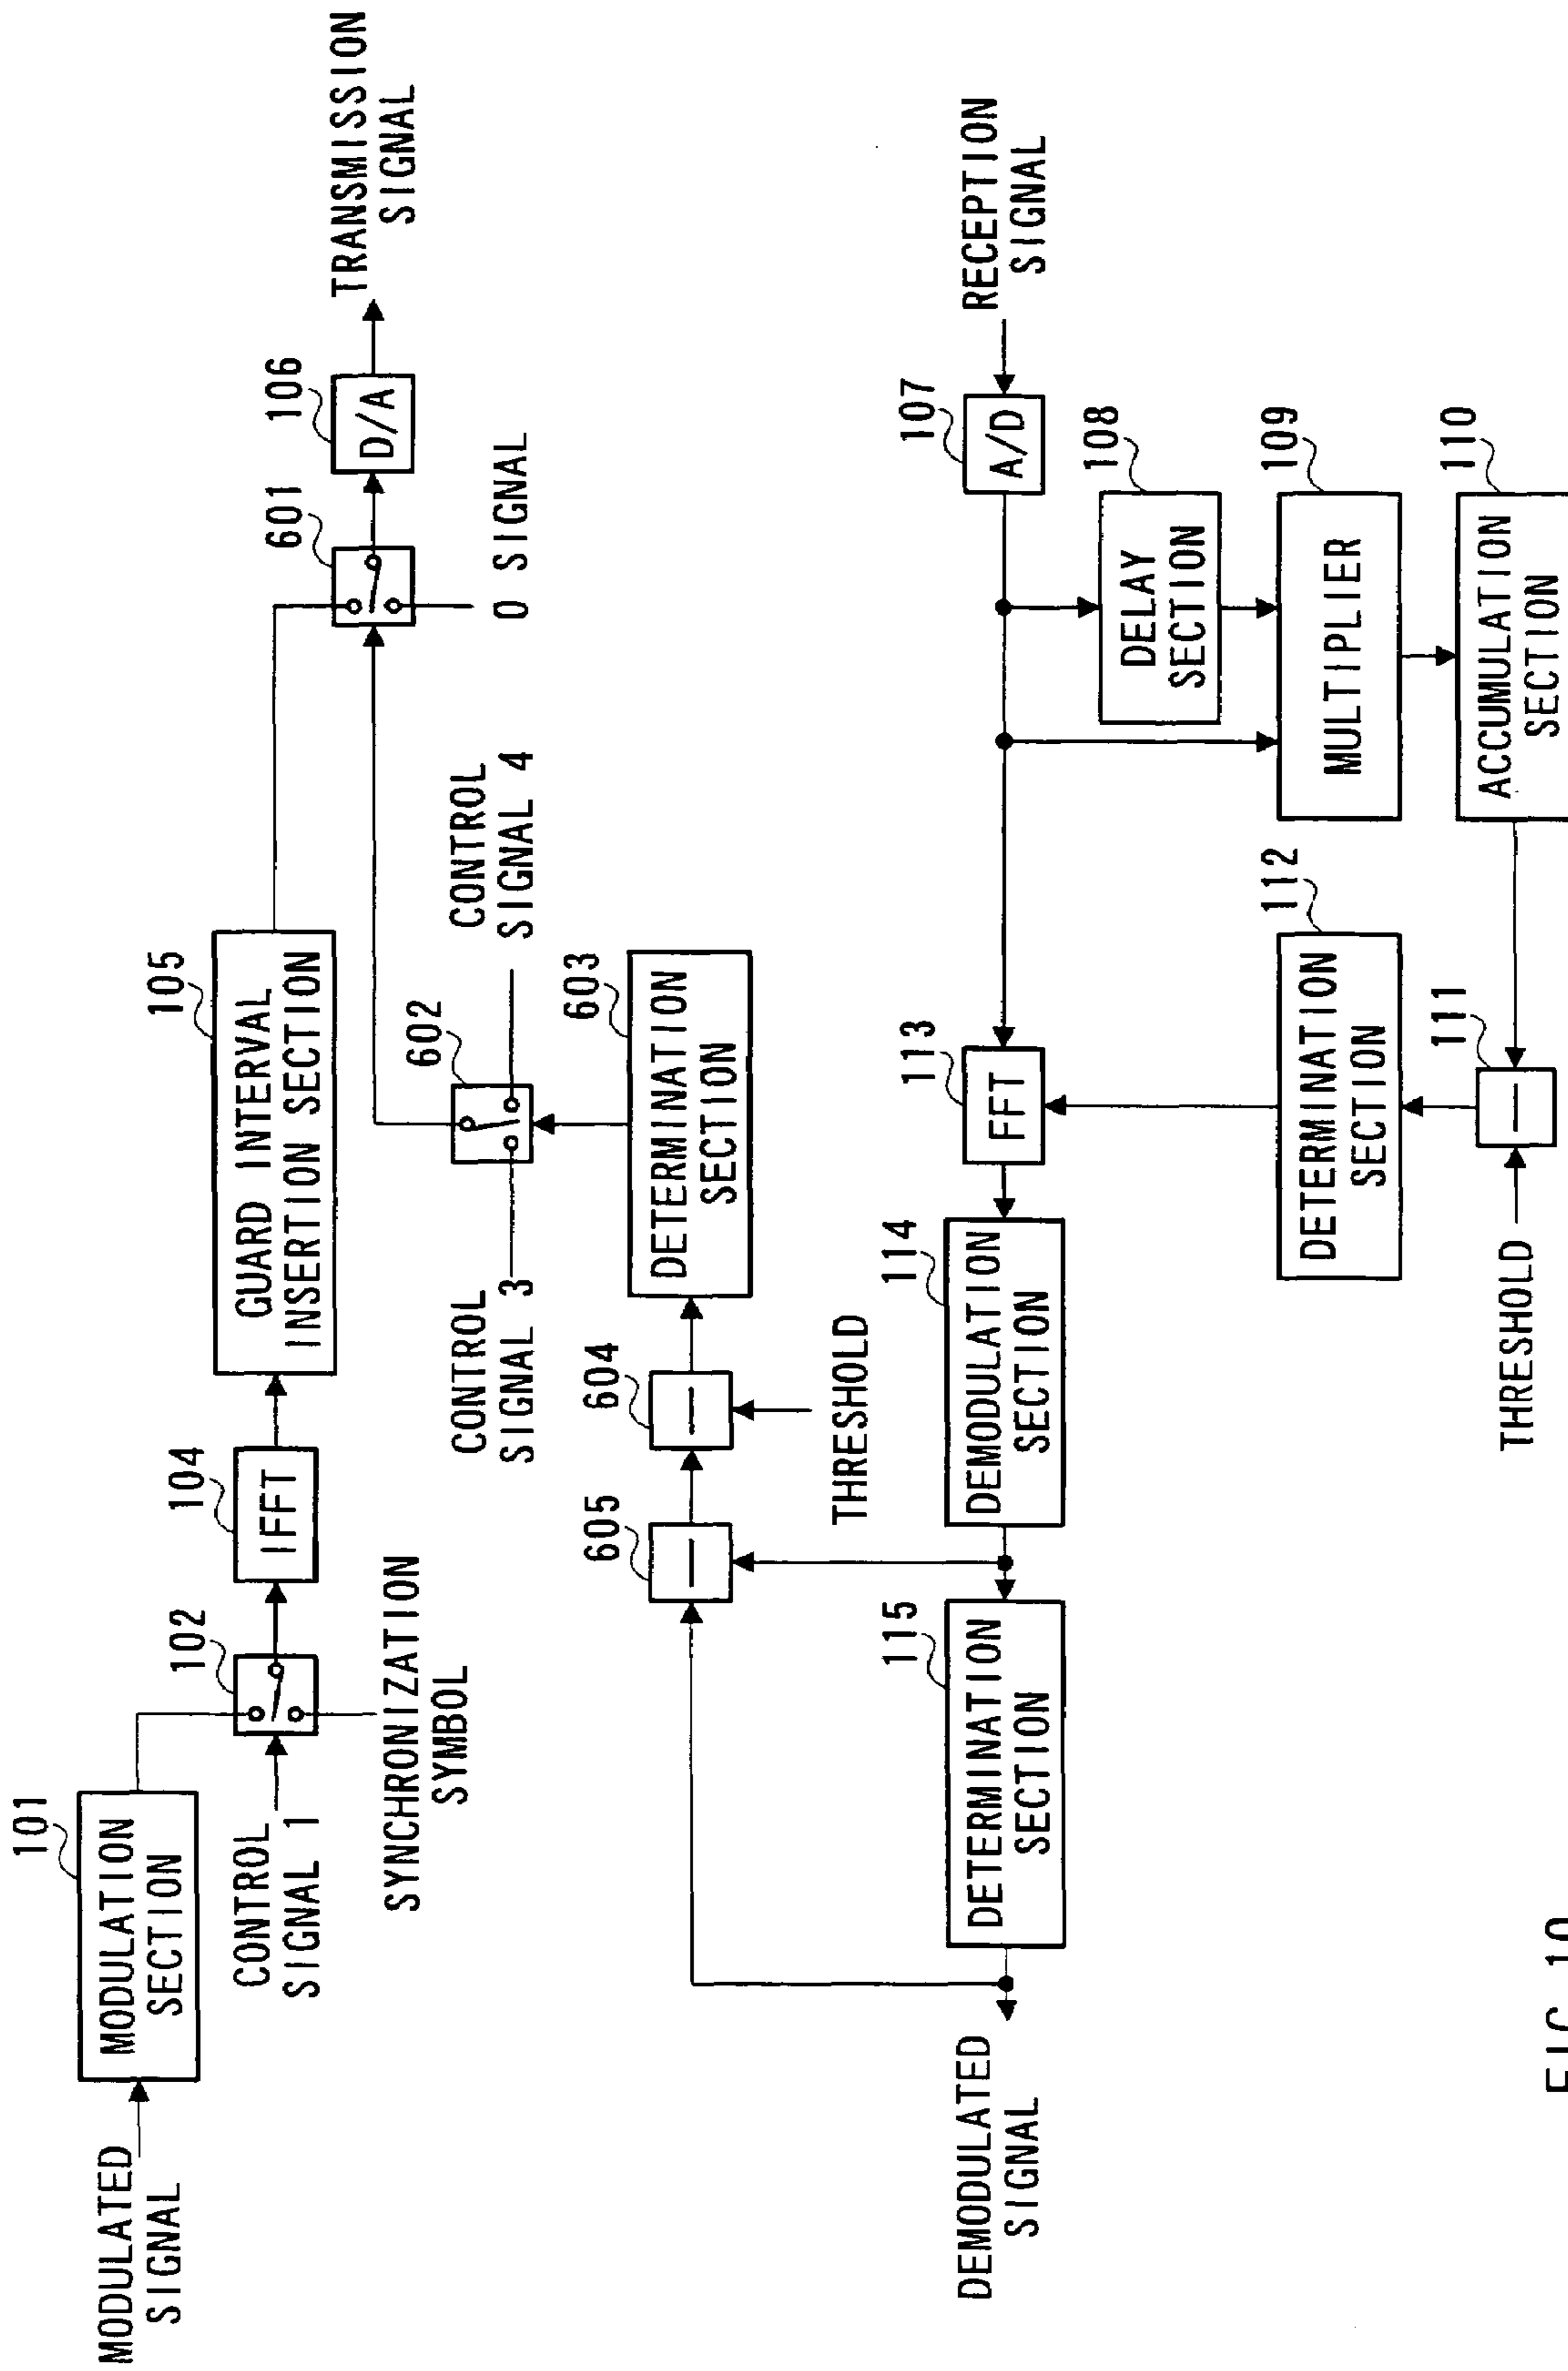 MODULATED
SIGNAL
101
MODULATION
SECTION
CONTROL
SIGNAL 1
102
SYNCHRONIZATION
SYMBOL
104
IFFT
105
GUARD INTERVAL
INSERTION SECTION
601
0 SIGNAL
106
D/A
TRANSMISSION
SIGNAL
CONTROL
SIGNAL 3
602
CONTROL
SIGNAL 4
605
604
THRESHOLD
603
DETERMINATION
SECTION
DEMODULATED
SIGNAL
115
DETERMINATION
SECTION
114
DEMODULATION
SECTION
113
FFT
107
A/D
RECEPTION
SIGNAL
108
DELAY
SECTION
109
MULTIPLIER
110
ACCUMULATION
SECTION
THRESHOLD
111
112
DETERMINATION
SECTION